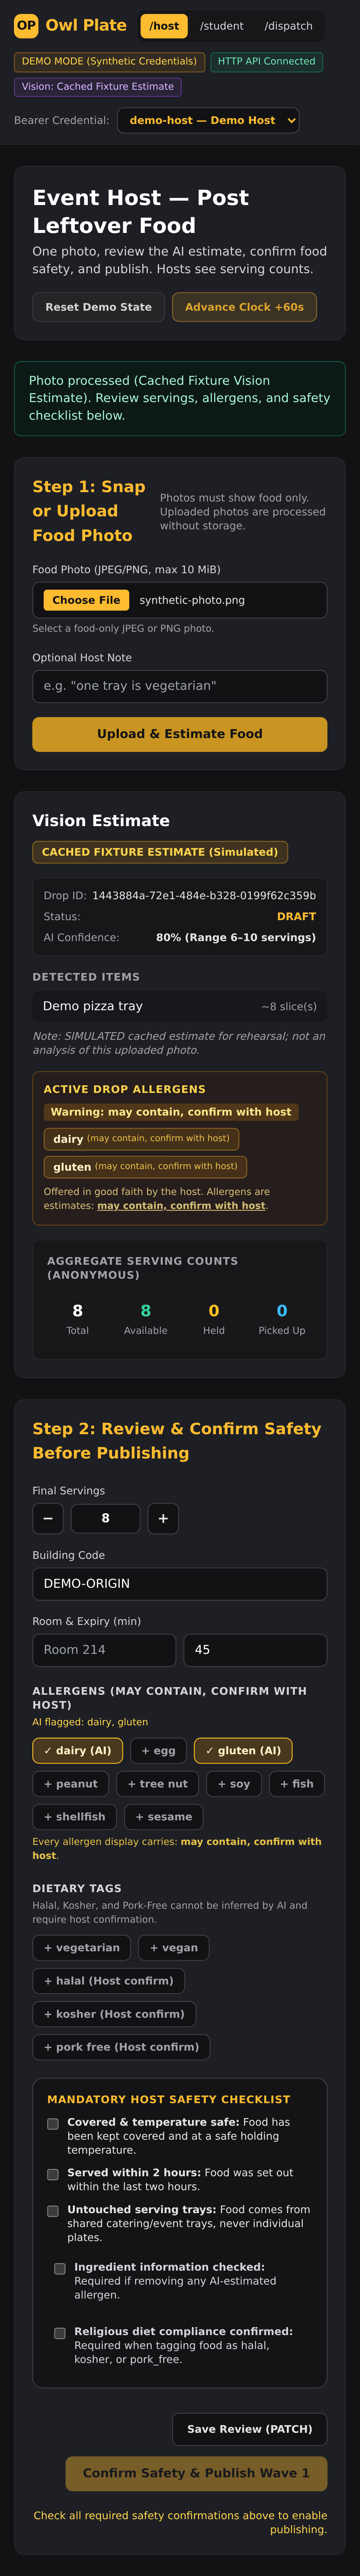 OP Owl Plate /host /student /dispatch
DEMO MODE (Synthetic Credentials) HTTP API Connected
Vision: Cached Fixture Estimate
Bearer Credential: demo-host — Demo Host
Event Host — Post
Leftover Food
One photo, review the AI estimate, confirm food
safety, and publish. Hosts see serving counts.
Reset Demo State Advance Clock +60s
Photo processed (Cached Fixture Vision
Estimate). Review servings, allergens, and safety
checklist below.
Step 1: Snap
or Upload
Food Photo
Photos must show food only.
Uploaded photos are processed
without storage.
Food Photo (JPEG/PNG, max 10 MiB)
Choose File synthetic-photo.png
Select a food-only JPEG or PNG photo.
Optional Host Note
e.g. "one tray is vegetarian"
Upload & Estimate Food
Vision Estimate
CACHED FIXTURE ESTIMATE (Simulated)
Drop ID: 1443884a-72e1-484e-b328-0199f62c359b
Status: DRAFT
AI Confidence: 80% (Range 6–10 servings)
DETECTED ITEMS
Demo pizza tray ~8 slice(s)
Note: SIMULATED cached estimate for rehearsal; not an
analysis of this uploaded photo.
ACTIVE DROP ALLERGENS
Warning: may contain, confirm with host
dairy (may contain, confirm with host)
gluten (may contain, confirm with host)
Offered in good faith by the host. Allergens are
estimates: may contain, confirm with host.
AGGREGATE SERVING COUNTS
(ANONYMOUS)
8 8 0 0
Total Available Held Picked Up
Step 2: Review & Confirm Safety
Before Publishing
Final Servings
− 8 +
Building Code
DEMO-ORIGIN
Room & Expiry (min)
Room 214 45
ALLERGENS (MAY CONTAIN, CONFIRM WITH
HOST)
AI flagged: dairy, gluten
✓ dairy (AI) + egg ✓ gluten (AI)
+ peanut + tree nut + soy + fish
+ shellfish + sesame
Every allergen display carries: may contain, confirm with
host.
DIETARY TAGS
Halal, Kosher, and Pork-Free cannot be inferred by AI and
require host confirmation.
+ vegetarian + vegan
+ halal (Host confirm)
+ kosher (Host confirm)
+ pork free (Host confirm)
MANDATORY HOST SAFETY CHECKLIST
Covered & temperature safe: Food has
been kept covered and at a safe holding
temperature.
Served within 2 hours: Food was set out
within the last two hours.
Untouched serving trays: Food comes from
shared catering/event trays, never individual
plates.
Ingredient information checked:
Required if removing any AI-estimated
allergen.
Religious diet compliance confirmed:
Required when tagging food as halal,
kosher, or pork_free.
Save Review (PATCH)
Confirm Safety & Publish Wave 1
Check all required safety confirmations above to enable
publishing.